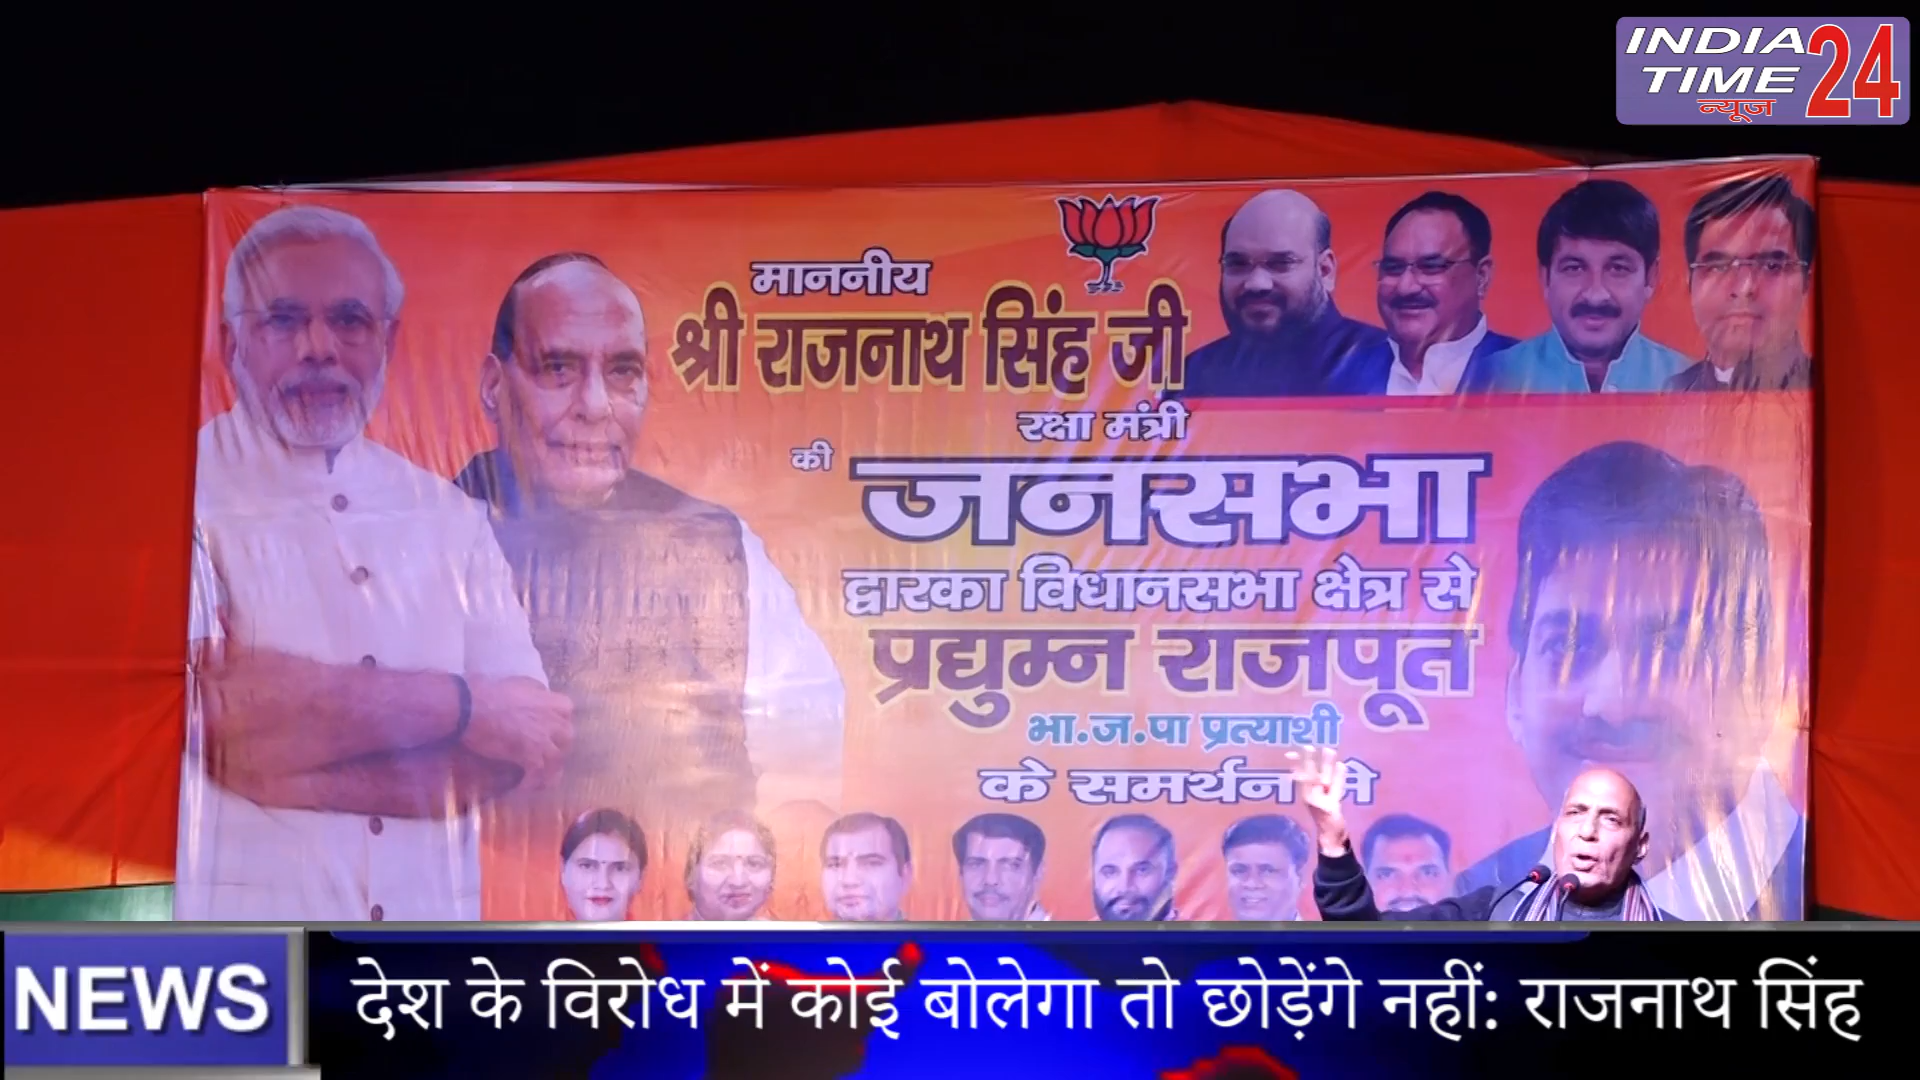 INDIA
TIME 24
न्यूज
माननीय
श्री राजनाथ सिंह जी
रक्षा मंत्री
की
जनसभा
द्वारका विधानसभा क्षेत्र से
प्रद्युम्न राजपूत
भा.ज.पा प्रत्याशी
के समर्थन मे
NEWS
देश के विरोध में कोई बोलेगा तो छोड़ेंगे नहीं: राजनाथ सिंह